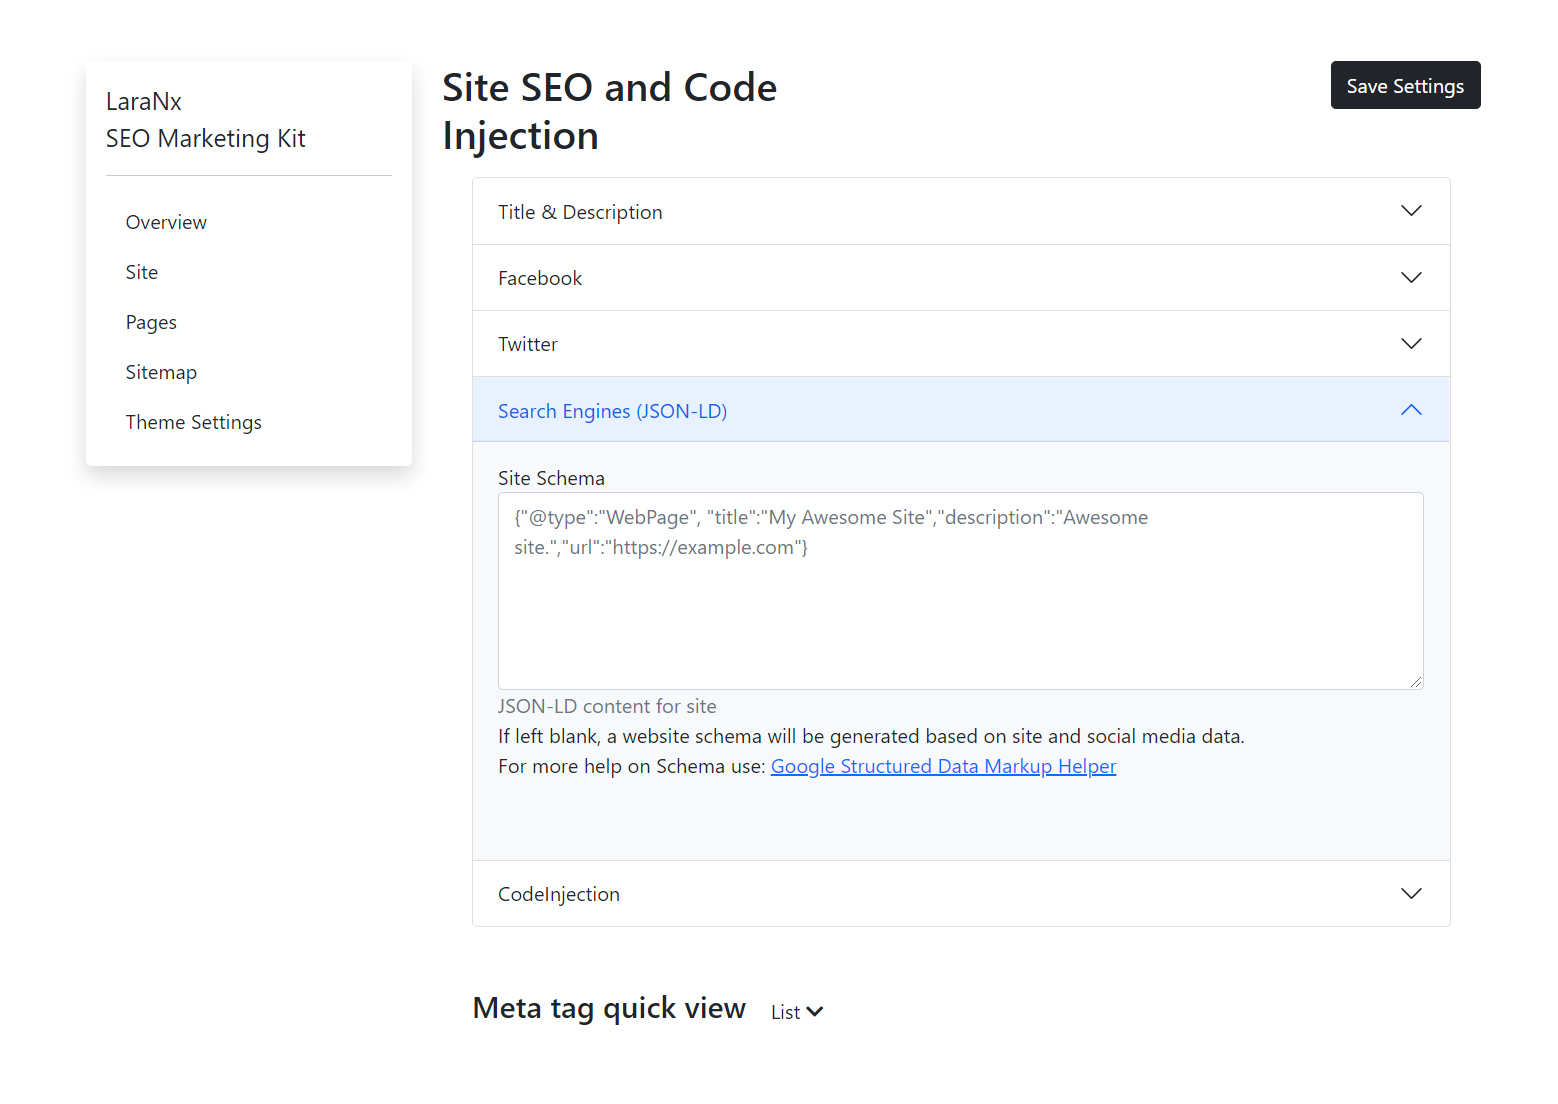 LaraNx
SEO Marketing Kit
Overview
Site
Pages
Sitemap
Theme Settings
Site SEO and Code
Injection
Save Settings
Title & Description
Facebook
Twitter
Search Engines (JSON-LD)
Site Schema
{"@type":"WebPage", "title":"My Awesome Site","description":"Awesome
site.","url":"https://example.com"}
JSON-LD content for site
If left blank, a website schema will be generated based on site and social media data.
For more help on Schema use: Google Structured Data Markup Helper
CodeInjection
Meta tag quick view
List